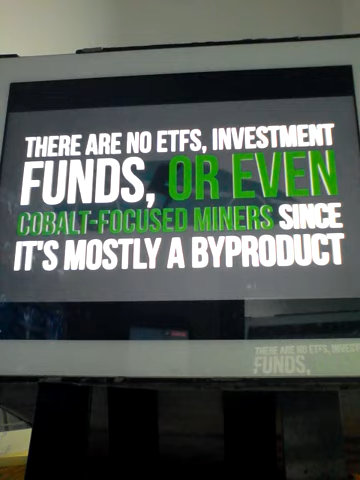 THERE ARE NO ETFS, INVESTMENT
FUNDS, OR EVEN
COBALT-FOCUSED MINERS SINCE
IT'S MOSTLY A BYPRODUCT
THERE ARE NO ETFS, INVESTM
FUNDS,